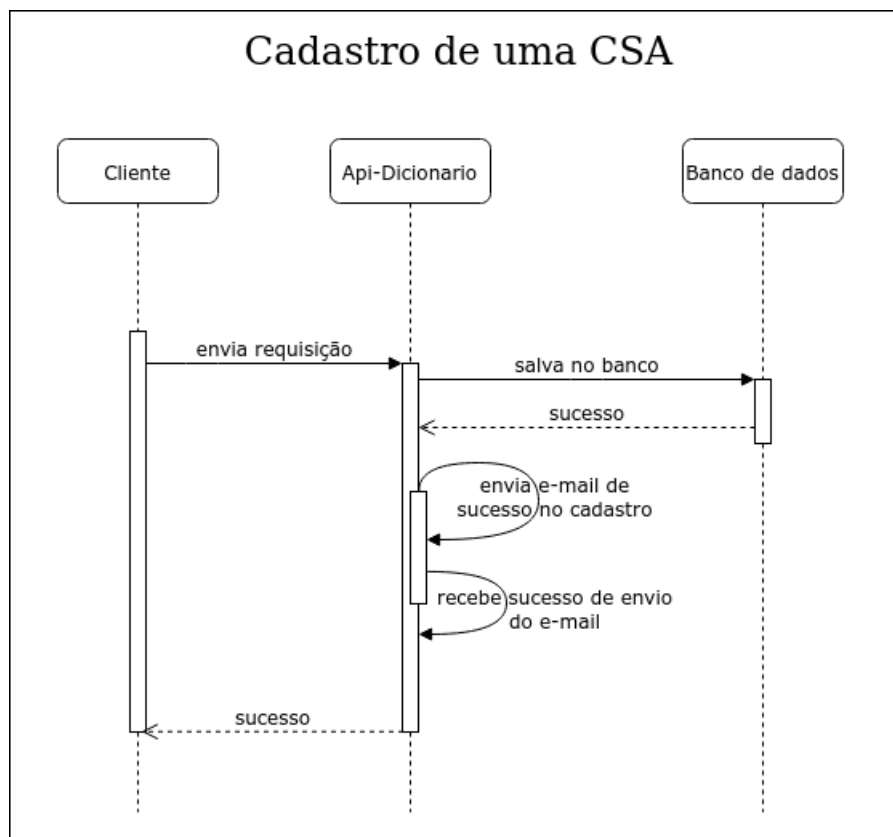 Cadastro de uma CSA
Cliente
Api-Dicionario
Banco de dados
envia requisição
salva no banco
sucesso
envia e-mail de
sucesso no cadastro
recebe sucesso de envio
do e-mail
sucesso